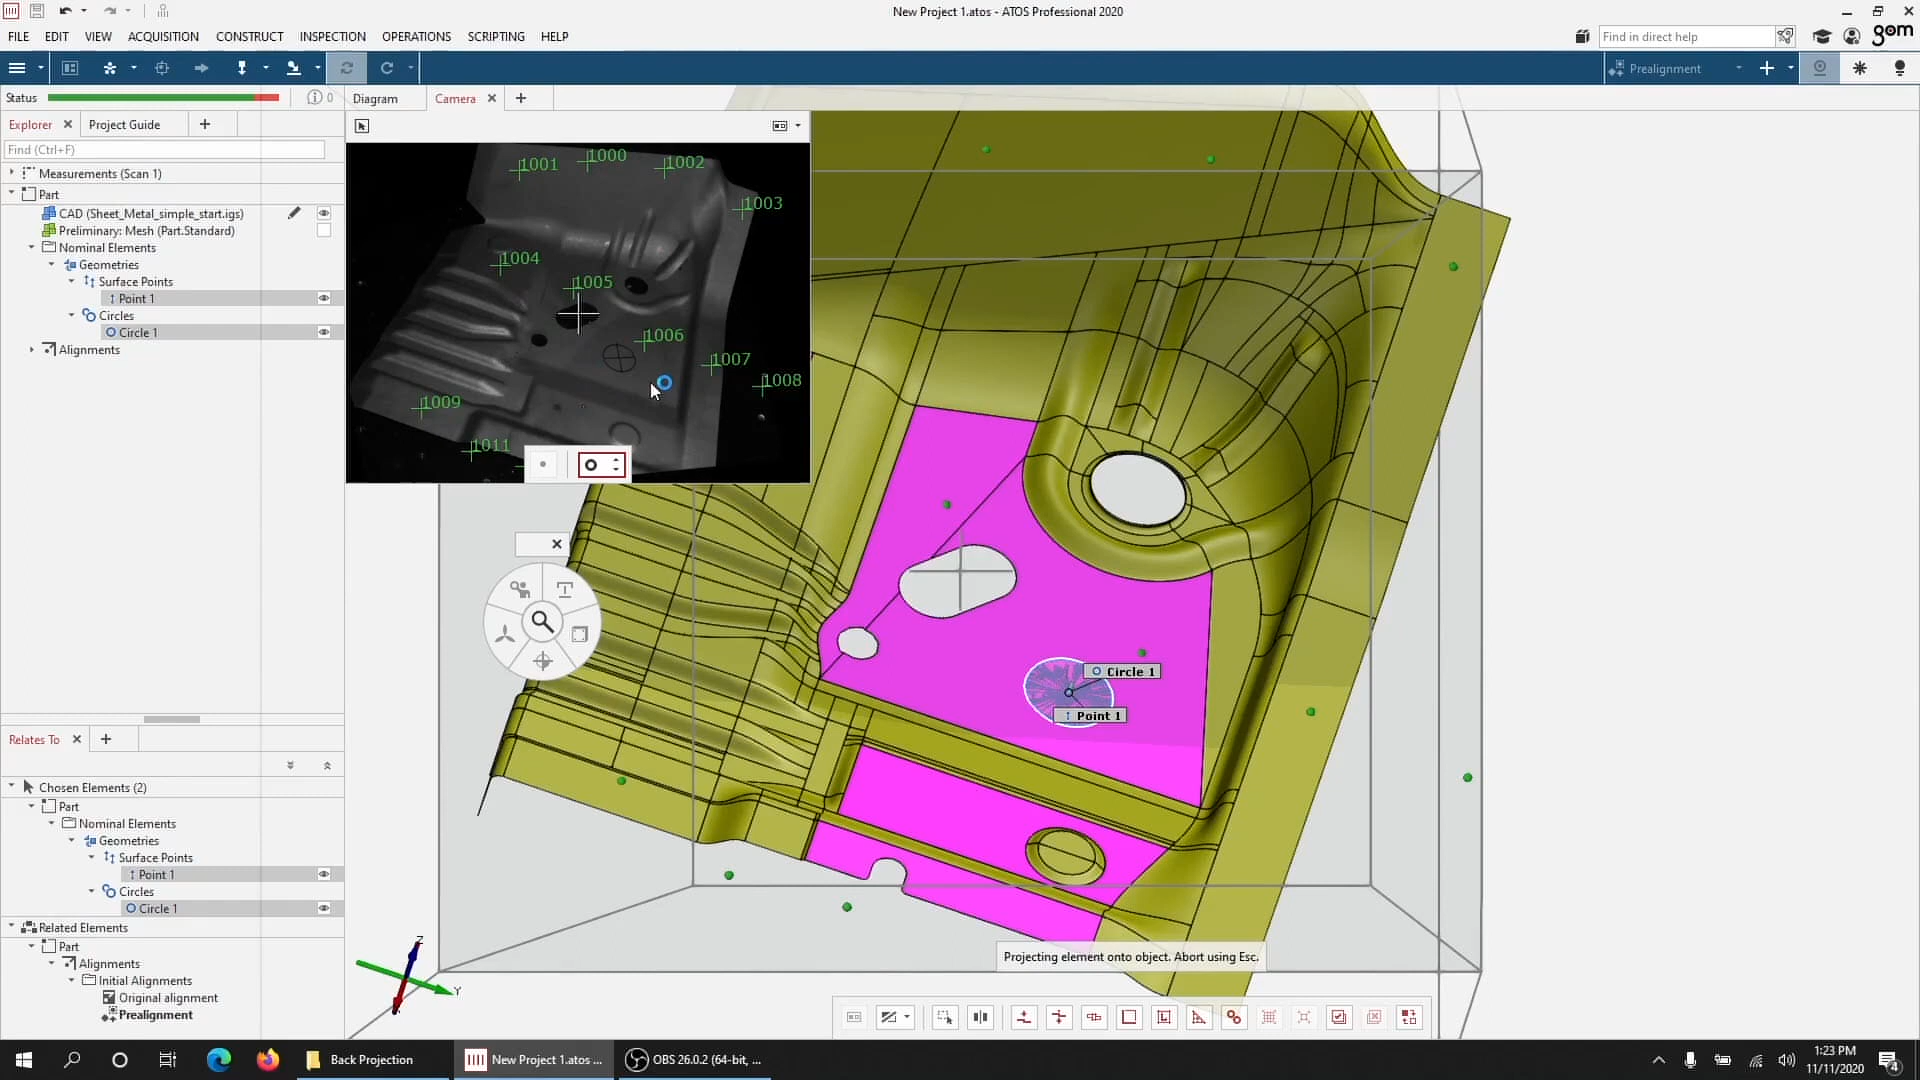 New Project 1.atos - ATOS Professional 2020
FILE EDIT VIEW ACQUISITION CONSTRUCT INSPECTION OPERATIONS SCRIPTING HELP
Find in direct help
gom
Prealignment
Status
0
Diagram
Camera
Explorer
Project Guide
Find (Ctrl+F)
Measurements (Scan 1)
Part
CAD (Sheet_Metal_simple_start.igs)
Preliminary: Mesh (Part.Standard)
Nominal Elements
Geometries
Surface Points
Point 1
Circles
Circle 1
Alignments
1001
1000
1002
1003
1004
1005
1006
1007
1008
1009
1011
Circle 1
Point 1
Relates To
Chosen Elements (2)
Part
Nominal Elements
Geometries
Surface Points
Point 1
Circles
Circle 1
Related Elements
Part
Alignments
Initial Alignments
Original alignment
Prealignment
Z
Y
Projecting element onto object. Abort using Esc.
Back Projection
New Project 1.atos ...
OBS 26.0.2 (64-bit, ...
1:23 PM
11/11/2020
4